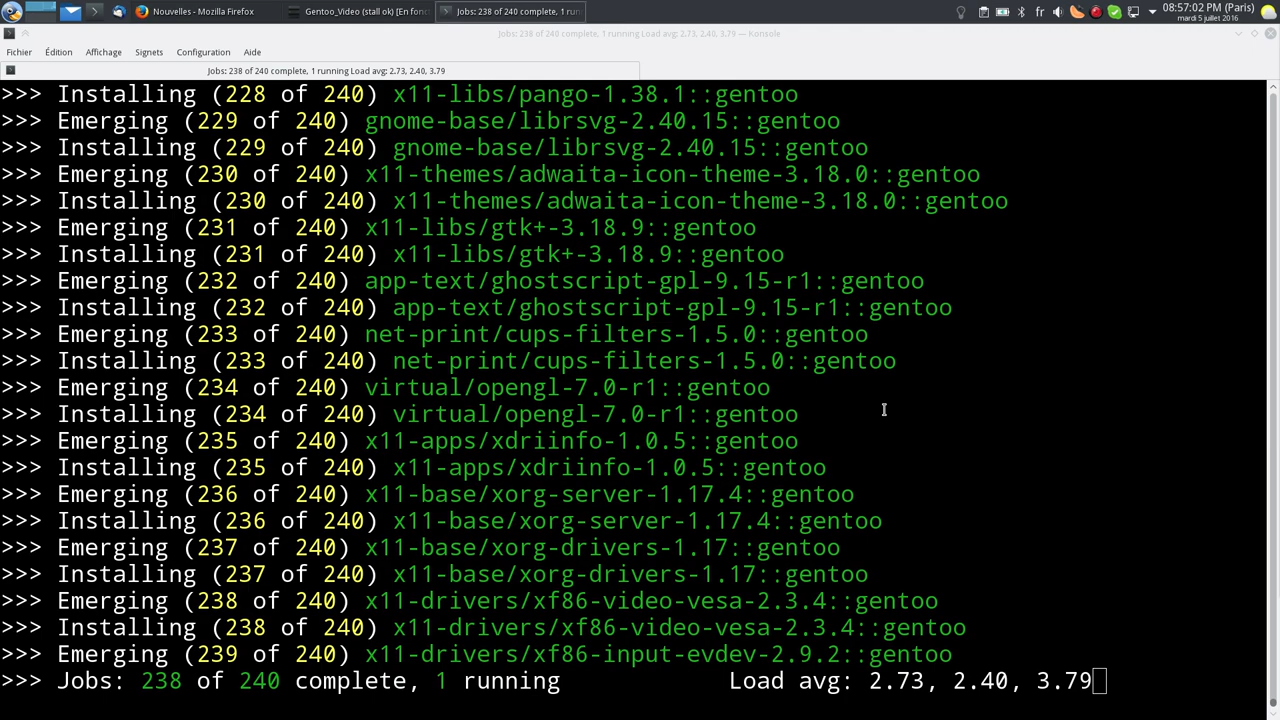 Nouvelles - Mozilla Firefox
Gentoo_Video (stall ok) [En fonct
Jobs: 238 of 240 complete, 1 run
fr
08:57:02 PM (Paris)
mardi 5 juillet 2016
Jobs: 238 of 240 complete, 1 running Load avg: 2.73, 2.40, 3.79 — Konsole
Fichier Édition Affichage Signets Configuration Aide
Jobs: 238 of 240 complete, 1 running Load avg: 2.73, 2.40, 3.79
>>> Installing (228 of 240) x11-libs/pango-1.38.1::gentoo
>>> Emerging (229 of 240) gnome-base/librsvg-2.40.15::gentoo
>>> Installing (229 of 240) gnome-base/librsvg-2.40.15::gentoo
>>> Emerging (230 of 240) x11-themes/adwaita-icon-theme-3.18.0::gentoo
>>> Installing (230 of 240) x11-themes/adwaita-icon-theme-3.18.0::gentoo
>>> Emerging (231 of 240) x11-libs/gtk+-3.18.9::gentoo
>>> Installing (231 of 240) x11-libs/gtk+-3.18.9::gentoo
>>> Emerging (232 of 240) app-text/ghostscript-gpl-9.15-r1::gentoo
>>> Installing (232 of 240) app-text/ghostscript-gpl-9.15-r1::gentoo
>>> Emerging (233 of 240) net-print/cups-filters-1.5.0::gentoo
>>> Installing (233 of 240) net-print/cups-filters-1.5.0::gentoo
>>> Emerging (234 of 240) virtual/opengl-7.0-r1::gentoo
>>> Installing (234 of 240) virtual/opengl-7.0-r1::gentoo
>>> Emerging (235 of 240) x11-apps/xdriinfo-1.0.5::gentoo
>>> Installing (235 of 240) x11-apps/xdriinfo-1.0.5::gentoo
>>> Emerging (236 of 240) x11-base/xorg-server-1.17.4::gentoo
>>> Installing (236 of 240) x11-base/xorg-server-1.17.4::gentoo
>>> Emerging (237 of 240) x11-base/xorg-drivers-1.17::gentoo
>>> Installing (237 of 240) x11-base/xorg-drivers-1.17::gentoo
>>> Emerging (238 of 240) x11-drivers/xf86-video-vesa-2.3.4::gentoo
>>> Installing (238 of 240) x11-drivers/xf86-video-vesa-2.3.4::gentoo
>>> Emerging (239 of 240) x11-drivers/xf86-input-evdev-2.9.2::gentoo
>>> Jobs: 238 of 240 complete, 1 running Load avg: 2.73, 2.40, 3.79